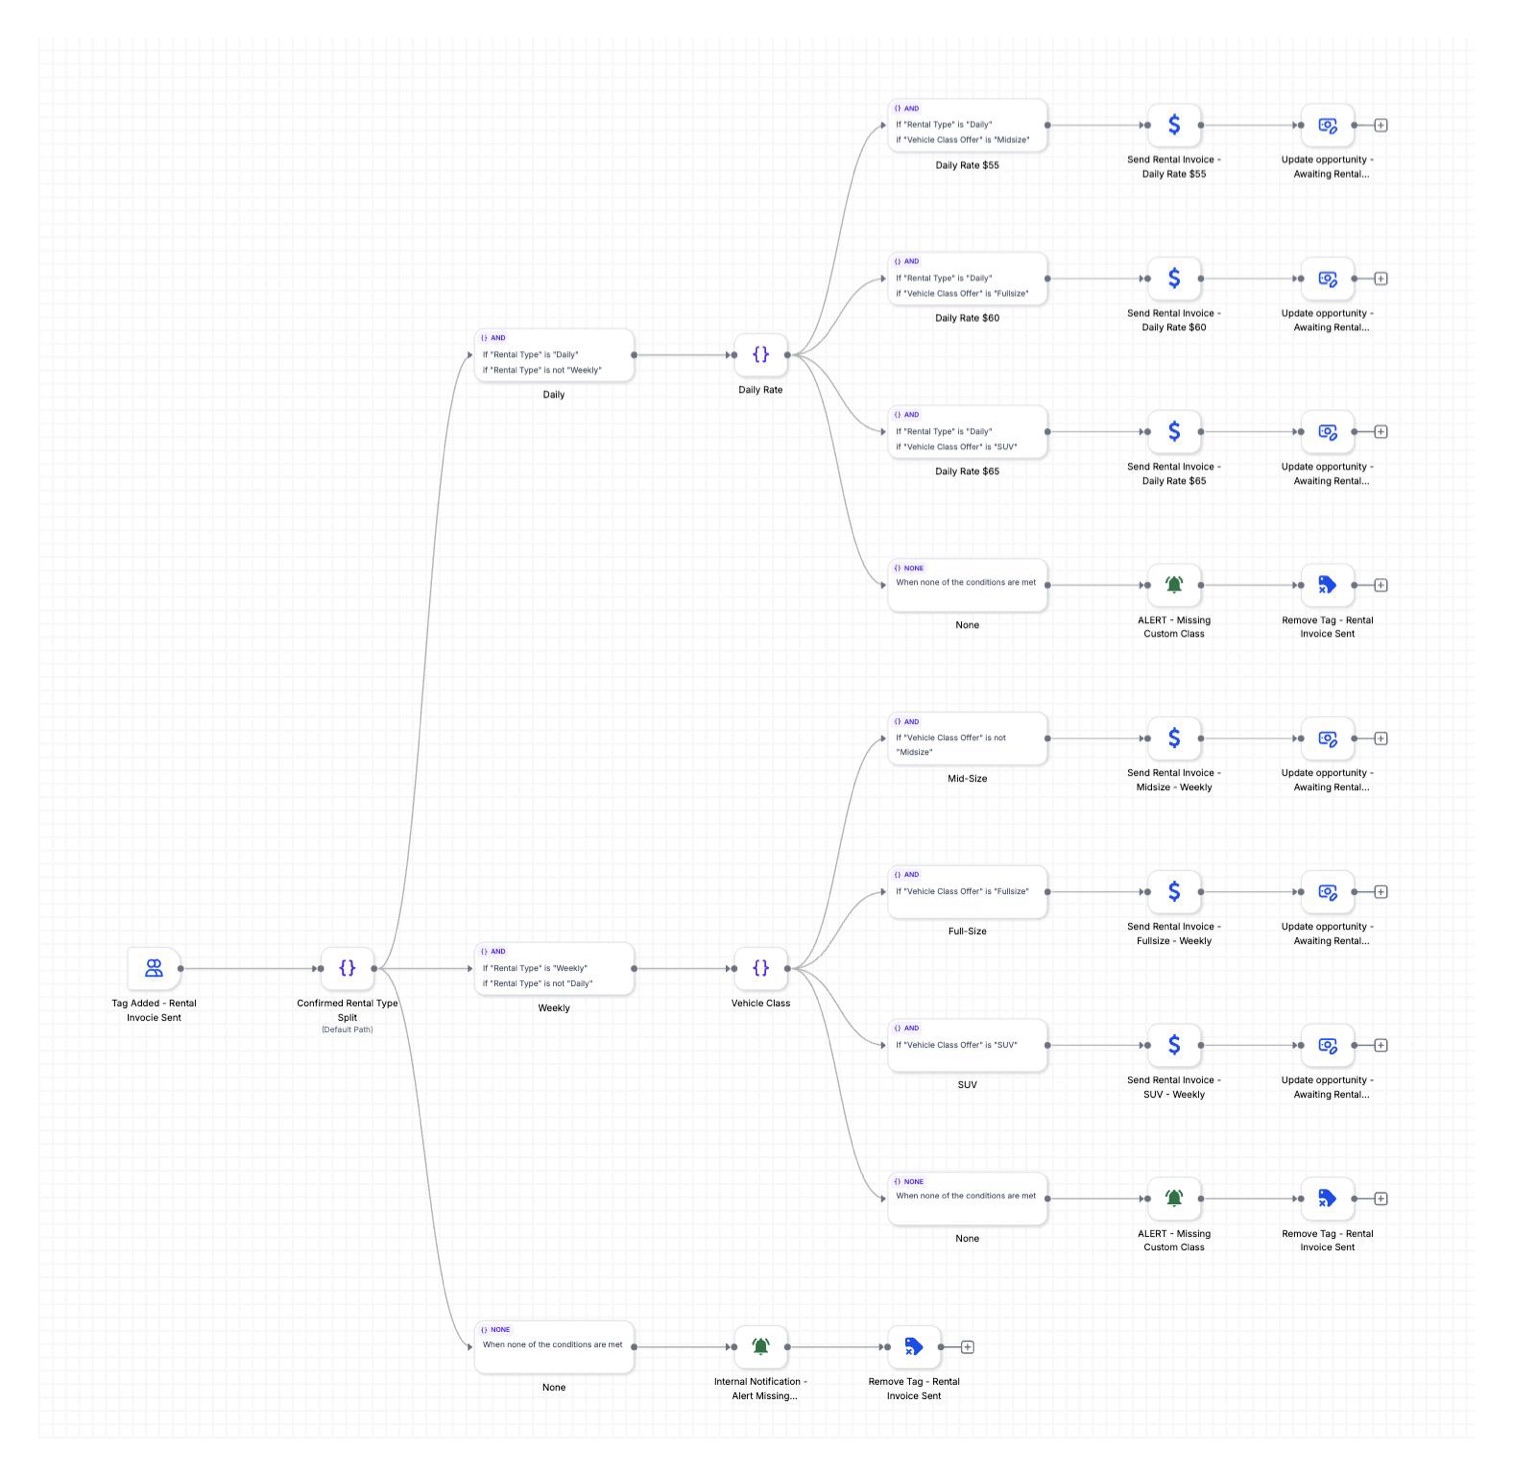 {} AND
If "Rental Type" is "Daily"
if "Vehicle Class Offer" is "Midsize"
Daily Rate $55
Send Rental Invoice -
Daily Rate $55
Update opportunity -
Awaiting Rental...
{} AND
If "Rental Type" is "Daily"
if "Vehicle Class Offer" is "Fullsize"
Daily Rate $60
Send Rental Invoice -
Daily Rate $60
Update opportunity -
Awaiting Rental...
{} AND
If "Rental Type" is "Daily"
if "Rental Type" is not "Weekly"
Daily
{}
Daily Rate
{} AND
If "Rental Type" is "Daily"
if "Vehicle Class Offer" is "SUV"
Daily Rate $65
Send Rental Invoice -
Daily Rate $65
Update opportunity -
Awaiting Rental...
{} NONE
When none of the conditions are met
None
ALERT - Missing
Custom Class
Remove Tag - Rental
Invoice Sent
{} AND
If "Vehicle Class Offer" is not
"Midsize"
Mid-Size
Send Rental Invoice -
Midsize - Weekly
Update opportunity -
Awaiting Rental...
{} AND
If "Vehicle Class Offer" is "Fullsize"
Full-Size
Send Rental Invoice -
Fullsize - Weekly
Update opportunity -
Awaiting Rental...
Tag Added - Rental
Invocie Sent
{}
Confirmed Rental Type
Split
(Default Path)
{} AND
If "Rental Type" is "Weekly"
if "Rental Type" is not "Daily"
Weekly
{}
Vehicle Class
{} AND
If "Vehicle Class Offer" is "SUV"
SUV
Send Rental Invoice -
SUV - Weekly
Update opportunity -
Awaiting Rental...
{} NONE
When none of the conditions are met
None
ALERT - Missing
Custom Class
Remove Tag - Rental
Invoice Sent
{} NONE
When none of the conditions are met
None
Internal Notification -
Alert Missing...
Remove Tag - Rental
Invoice Sent